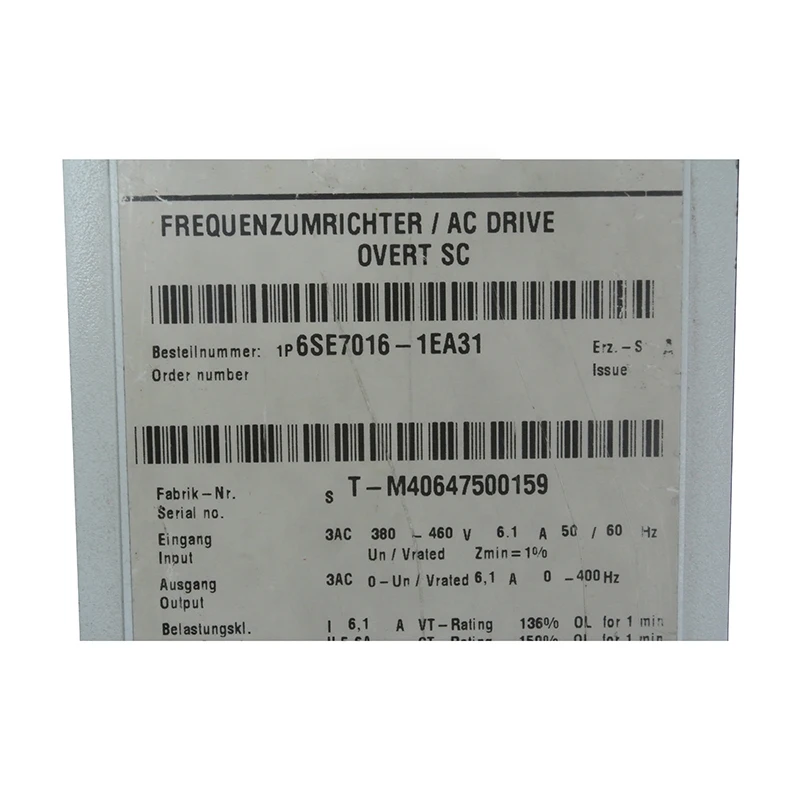 FREQUENZUMRICHTER / AC DRIVE
OVERT SC
Bestellnummer: 1P 6SE7016-1EA31 Erz.-S A
Order number Issue
Fabrik-Nr. S T-M40647500159
Serial no.
Eingang 3AC 380 - 460 V 6.1 A 50 / 60 Hz
Input Un / Vrated Zmin=1%
Ausgang 3AC 0-Un / Vrated 6,1 A 0 -400Hz
Output
Belastungskl. I 6,1 A VT-Rating 136% OL for 1 min